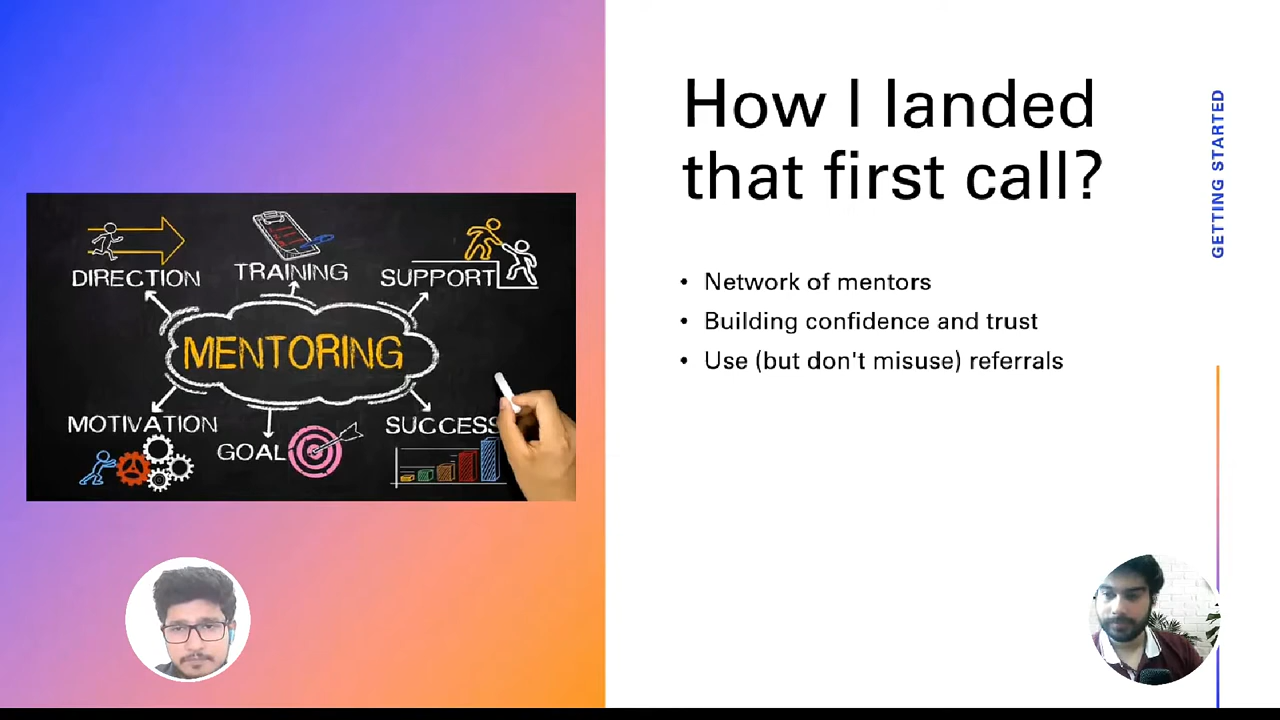 How I landed
that first call?
GETTING STARTED
• Network of mentors
• Building confidence and trust
• Use (but don't misuse) referrals
DIRECTION
TRAINING
SUPPORT
MENTORING
MOTIVATION
GOAL
SUCCESS